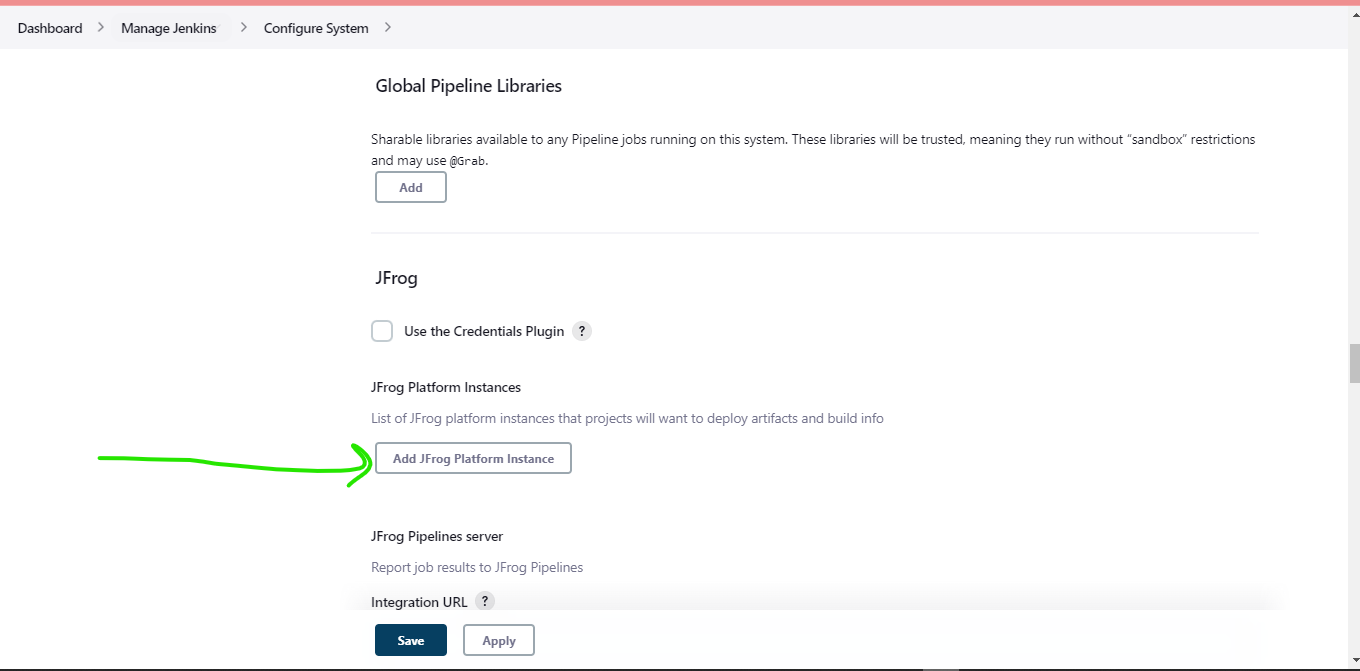 Dashboard > Manage Jenkins > Configure System >
Global Pipeline Libraries
Sharable libraries available to any Pipeline jobs running on this system. These libraries will be trusted, meaning they run without “sandbox” restrictions
and may use @Grab.
Add
JFrog
Use the Credentials Plugin ?
JFrog Platform Instances
List of JFrog platform instances that projects will want to deploy artifacts and build info
Add JFrog Platform Instance
JFrog Pipelines server
Report job results to JFrog Pipelines
Integration URL ?
Save Apply